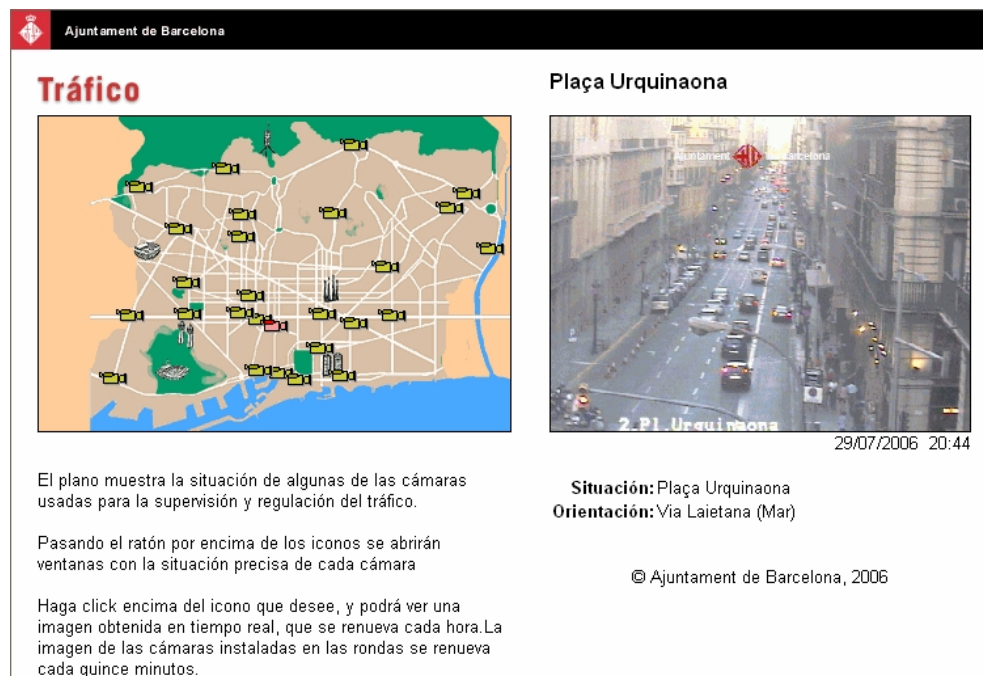 Ajuntament de Barcelona
Tráfico
El plano muestra la situación de algunas de las cámaras
usadas para la supervisión y regulación del tráfico.
Pasando el ratón por encima de los iconos se abrirán
ventanas con la situación precisa de cada cámara
Haga click encima del icono que desee, y podrá ver una
imagen obtenida en tiempo real, que se renueva cada hora.La
imagen de las cámaras instaladas en las rondas se renueva
cada quince minutos.
Plaça Urquinaona
Ajuntament de Barcelona
2.Pl.Urquinaona
29/07/2006 20:44
Situación: Plaça Urquinaona
Orientación: Via Laietana (Mar)
© Ajuntament de Barcelona, 2006